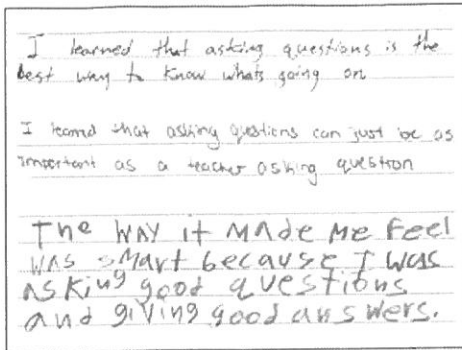 I learned that asking questions is the
best way to know whats going on
I learnd that asking questions can just be as
important as a teacher asking question
The WAY it MADE ME FEEL
WAS SMART because I was
ASKING good questions
and giving good answers.